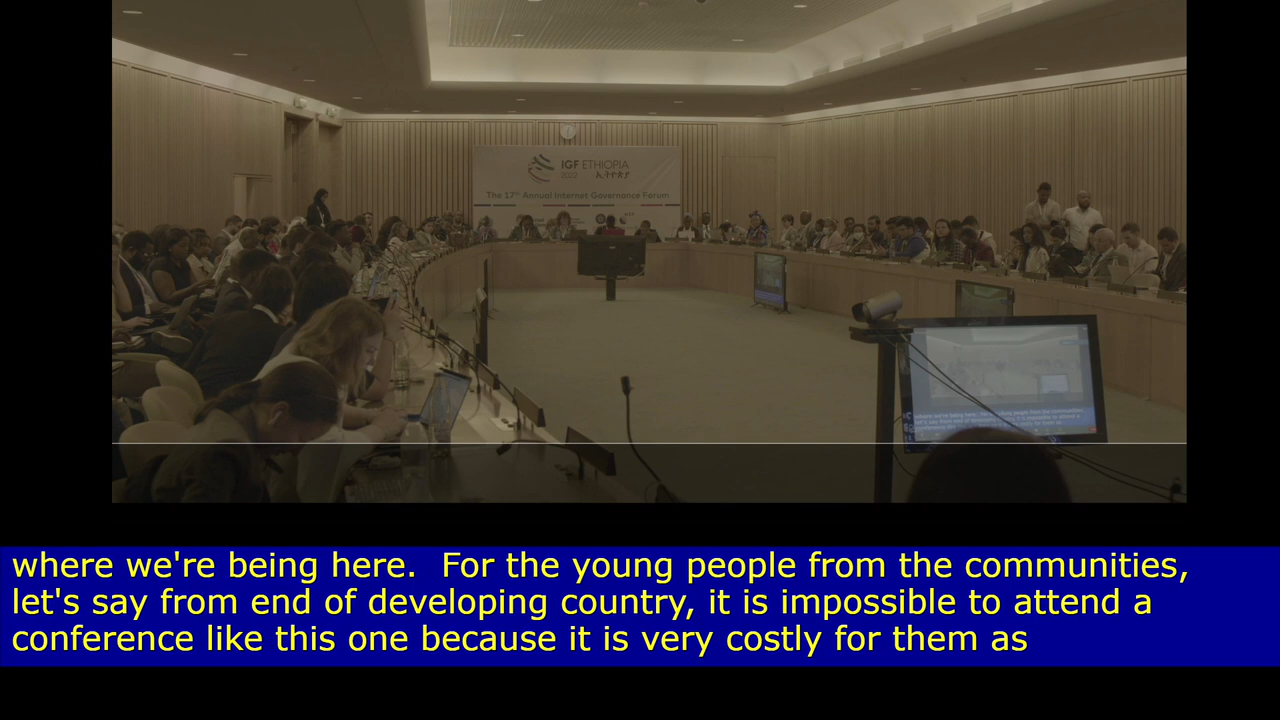 IGF ETHIOPIA
2022 ኢትዮጵያ
The 17th Annual Internet Governance Forum
where we're being here.  For the young people from the communities,
let's say from end of developing country, it is impossible to attend a
conference like this one because it is very costly for them as